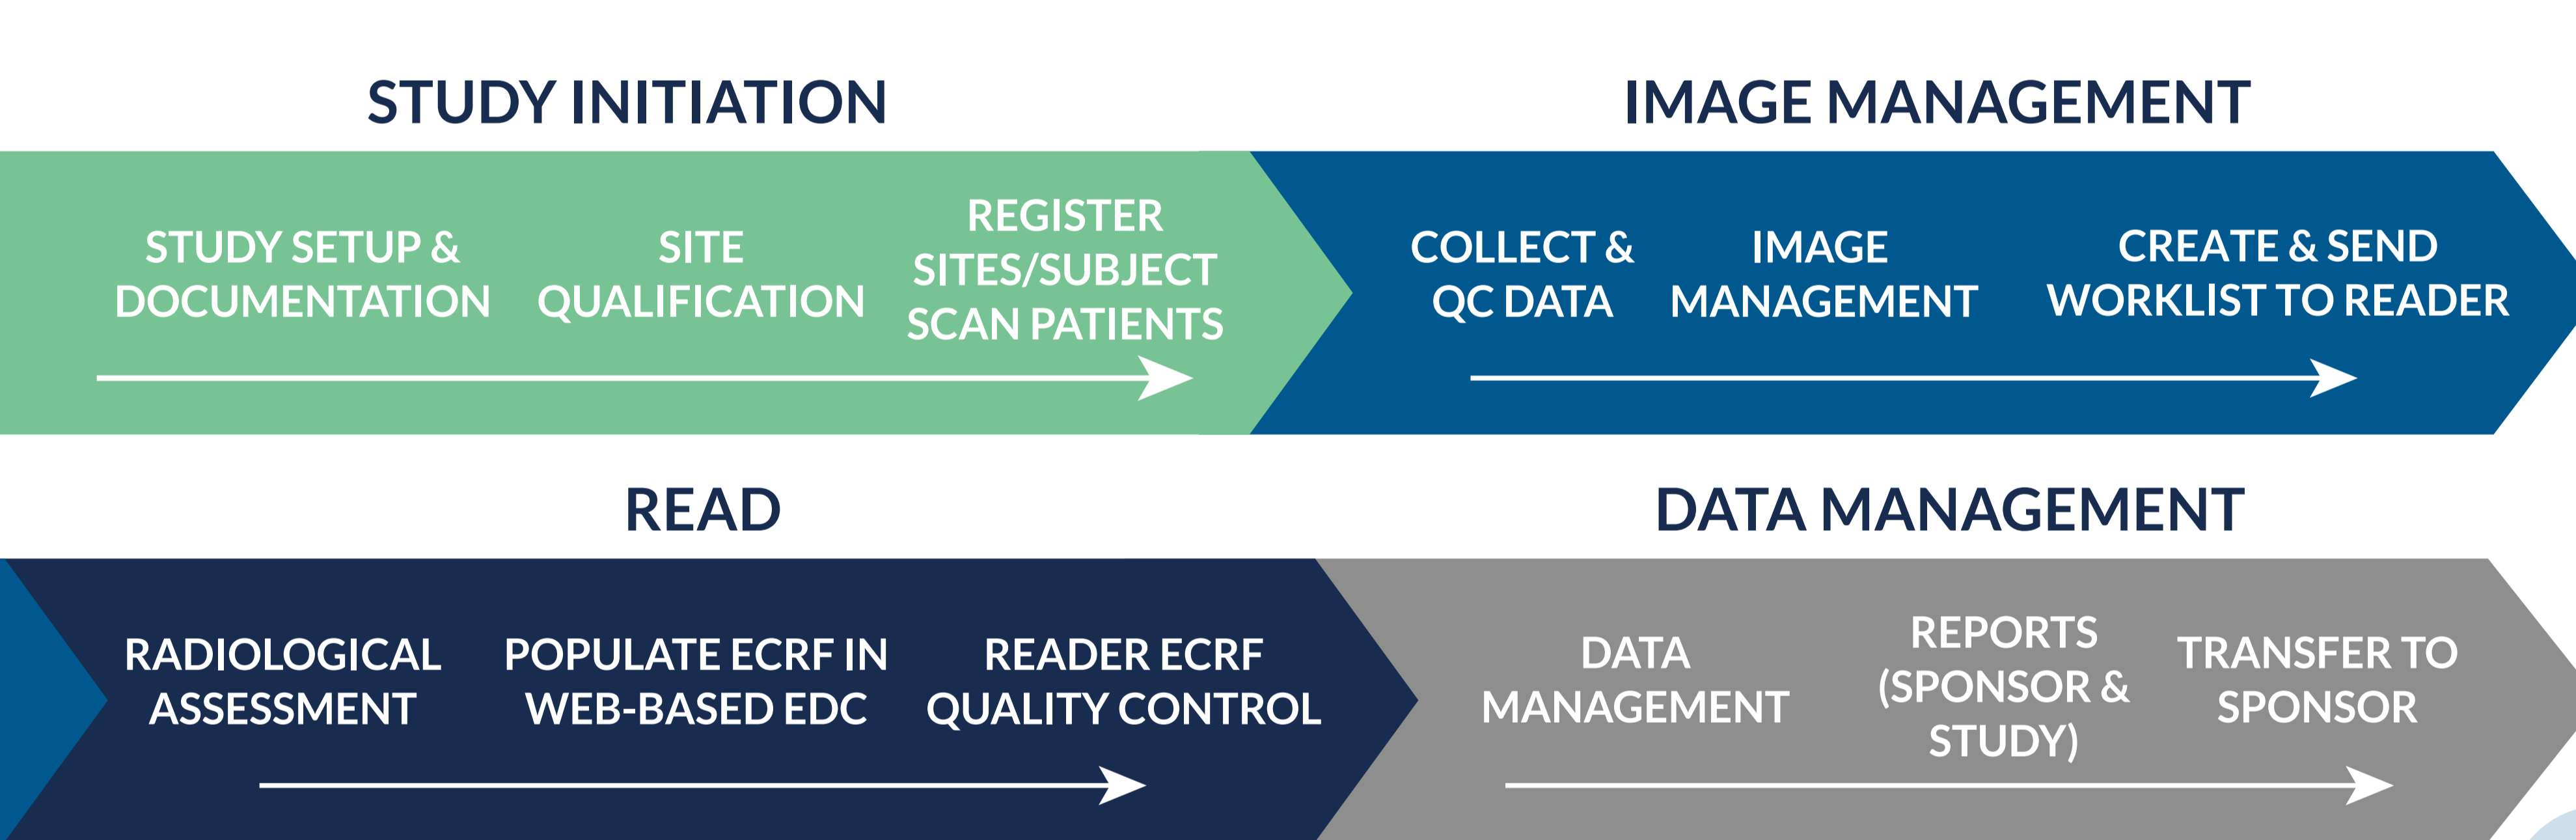 STUDY INITIATION
STUDY SETUP &
DOCUMENTATION
SITE
QUALIFICATION
REGISTER
SITES/SUBJECT
SCAN PATIENTS
IMAGE MANAGEMENT
COLLECT &
QC DATA
IMAGE
MANAGEMENT
CREATE & SEND
WORKLIST TO READER
READ
RADIOLOGICAL
ASSESSMENT
POPULATE ECRF IN
WEB-BASED EDC
READER ECRF
QUALITY CONTROL
DATA MANAGEMENT
DATA
MANAGEMENT
REPORTS
(SPONSOR &
STUDY)
TRANSFER TO
SPONSOR